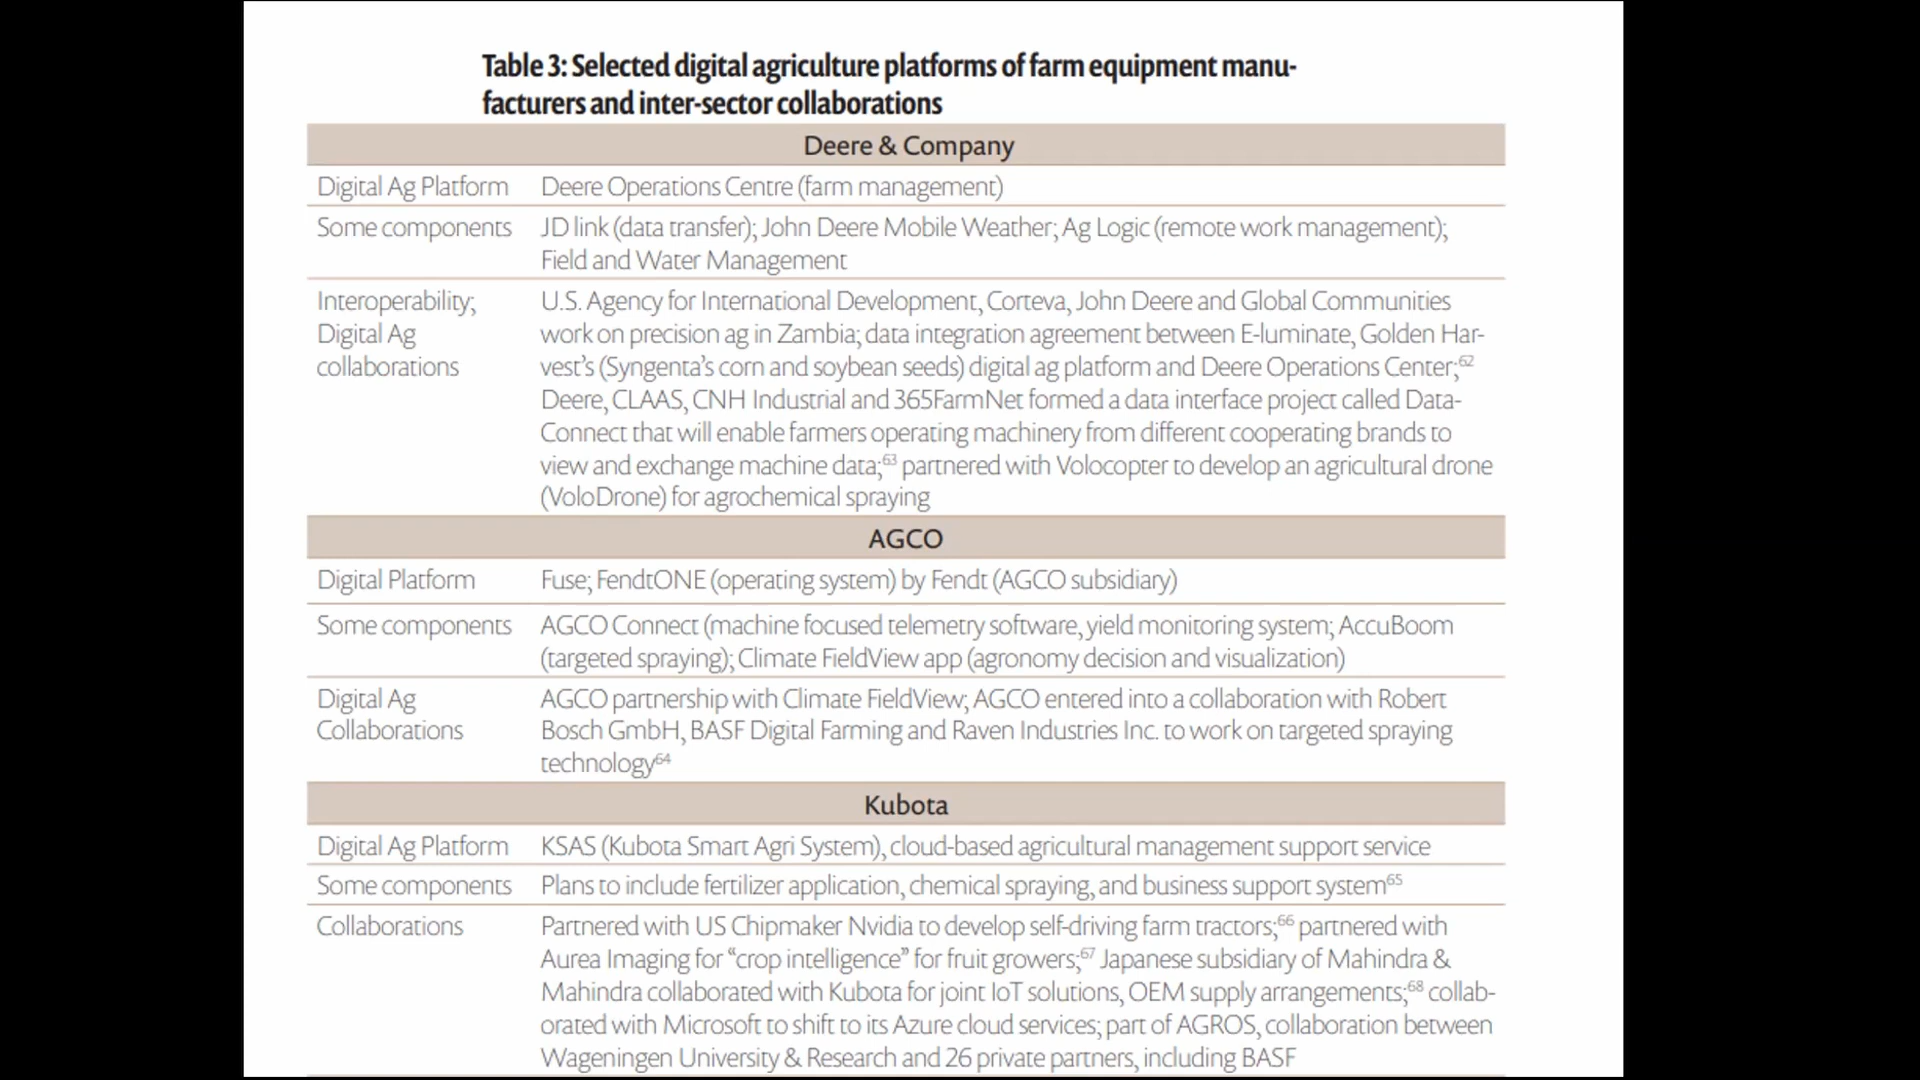 Table 3: Selected digital agriculture platforms of farm equipment manu-
facturers and inter-sector collaborations
Deere & Company
Digital Ag Platform Deere Operations Centre (farm management)
Some components JD link (data transfer); John Deere Mobile Weather; Ag Logic (remote work management);
Field and Water Management
Interoperability; U.S. Agency for International Development, Corteva, John Deere and Global Communities
Digital Ag work on precision ag in Zambia; data integration agreement between E-luminate, Golden Har-
collaborations vest’s (Syngenta’s corn and soybean seeds) digital ag platform and Deere Operations Center;62
Deere, CLAAS, CNH Industrial and 365FarmNet formed a data interface project called Data-
Connect that will enable farmers operating machinery from different cooperating brands to
view and exchange machine data;63 partnered with Volocopter to develop an agricultural drone
(VoloDrone) for agrochemical spraying
AGCO
Digital Platform Fuse; FendtONE (operating system) by Fendt (AGCO subsidiary)
Some components AGCO Connect (machine focused telemetry software, yield monitoring system; AccuBoom
(targeted spraying); Climate FieldView app (agronomy decision and visualization)
Digital Ag AGCO partnership with Climate FieldView; AGCO entered into a collaboration with Robert
Collaborations Bosch GmbH, BASF Digital Farming and Raven Industries Inc. to work on targeted spraying
technology64
Kubota
Digital Ag Platform KSAS (Kubota Smart Agri System), cloud-based agricultural management support service
Some components Plans to include fertilizer application, chemical spraying, and business support system65
Collaborations Partnered with US Chipmaker Nvidia to develop self-driving farm tractors;66 partnered with
Aurea Imaging for “crop intelligence” for fruit growers;67 Japanese subsidiary of Mahindra &
Mahindra collaborated with Kubota for joint IoT solutions, OEM supply arrangements;68 collab-
orated with Microsoft to shift to its Azure cloud services; part of AGROS, collaboration between
Wageningen University & Research and 26 private partners, including BASF